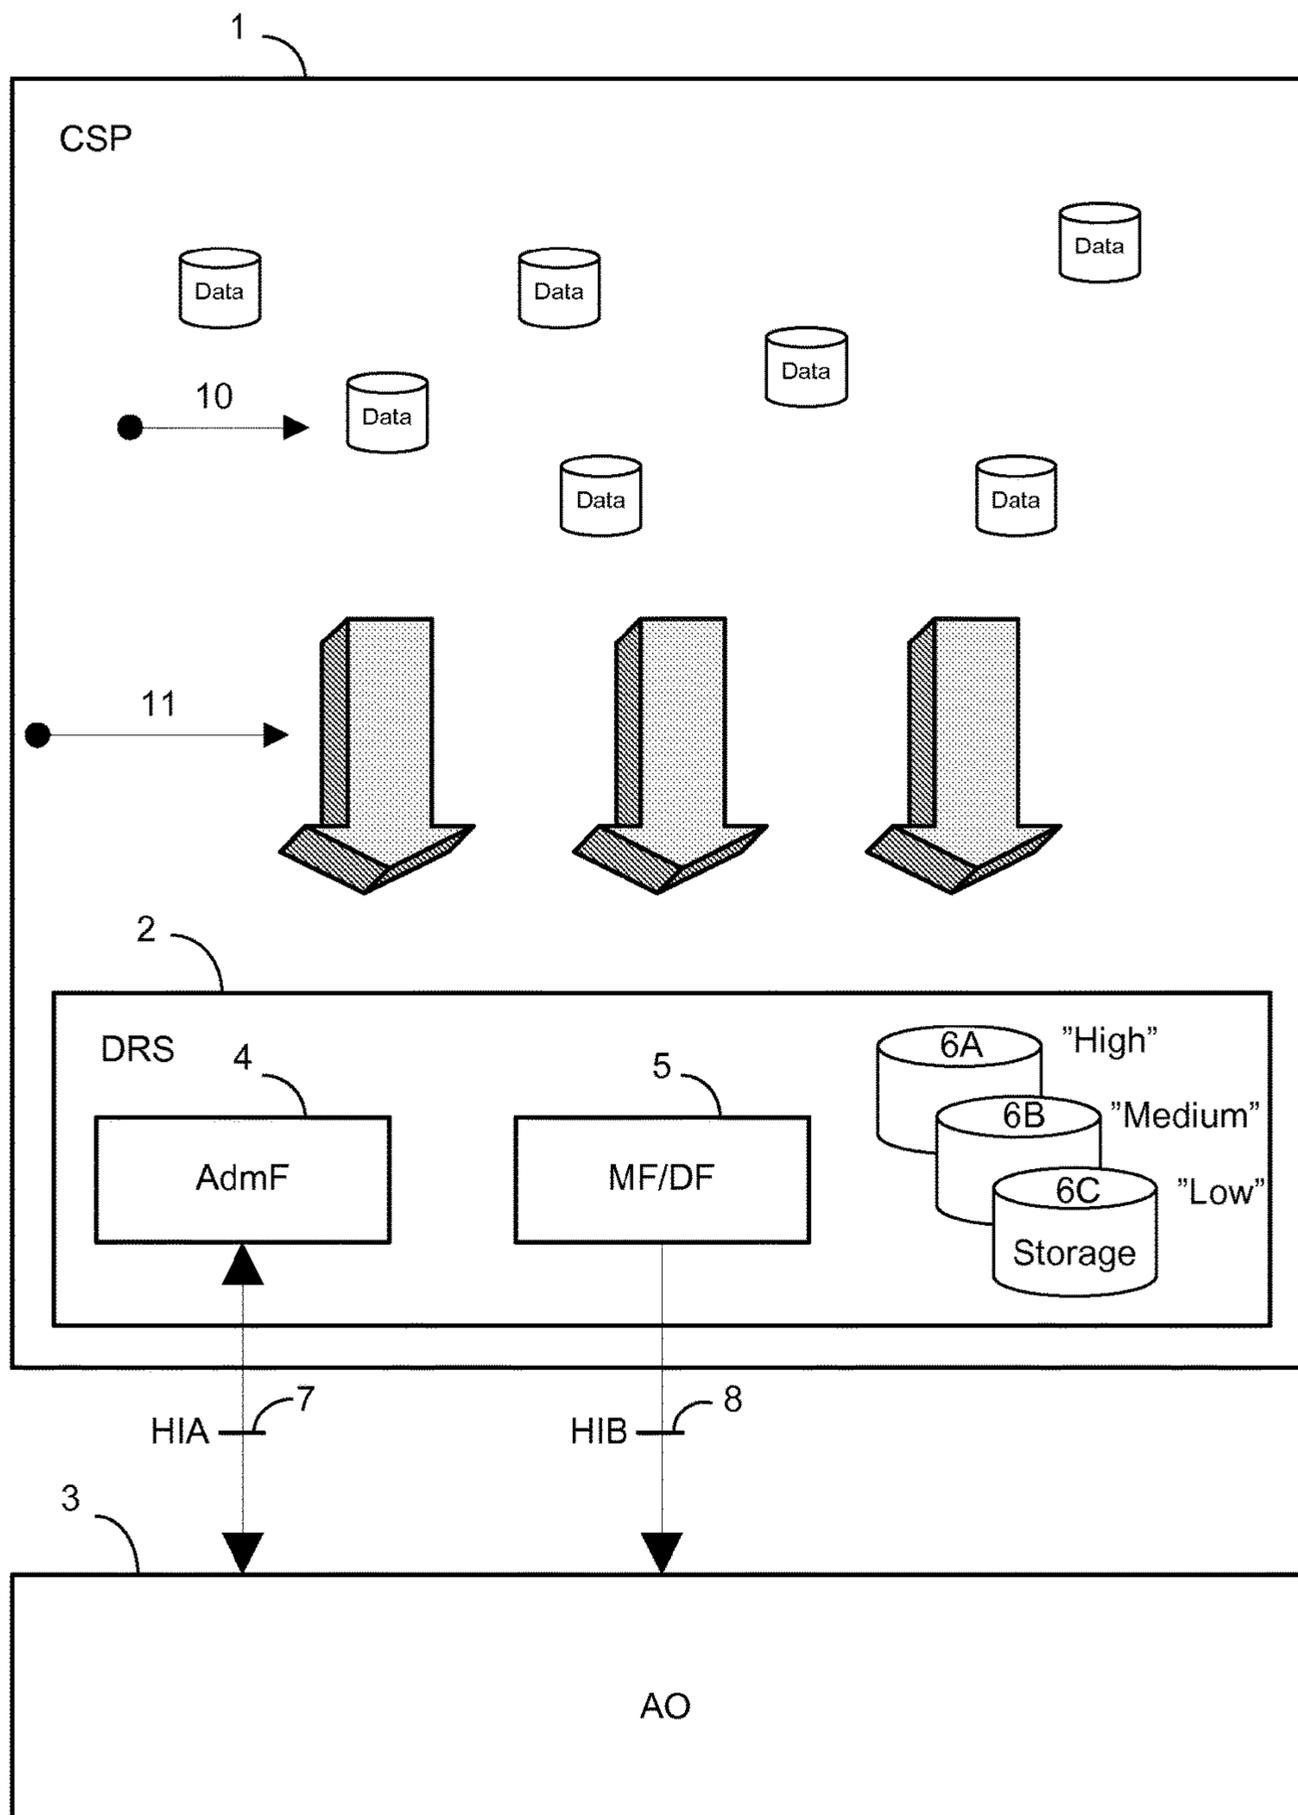 1
CSP
Data
Data
Data
Data
10
Data
Data
Data
11
2
DRS
4
5
6A
"High"
6B
"Medium"
6C
"Low"
AdmF
MF/DF
Storage
HIA
7
HIB
8
3
AO